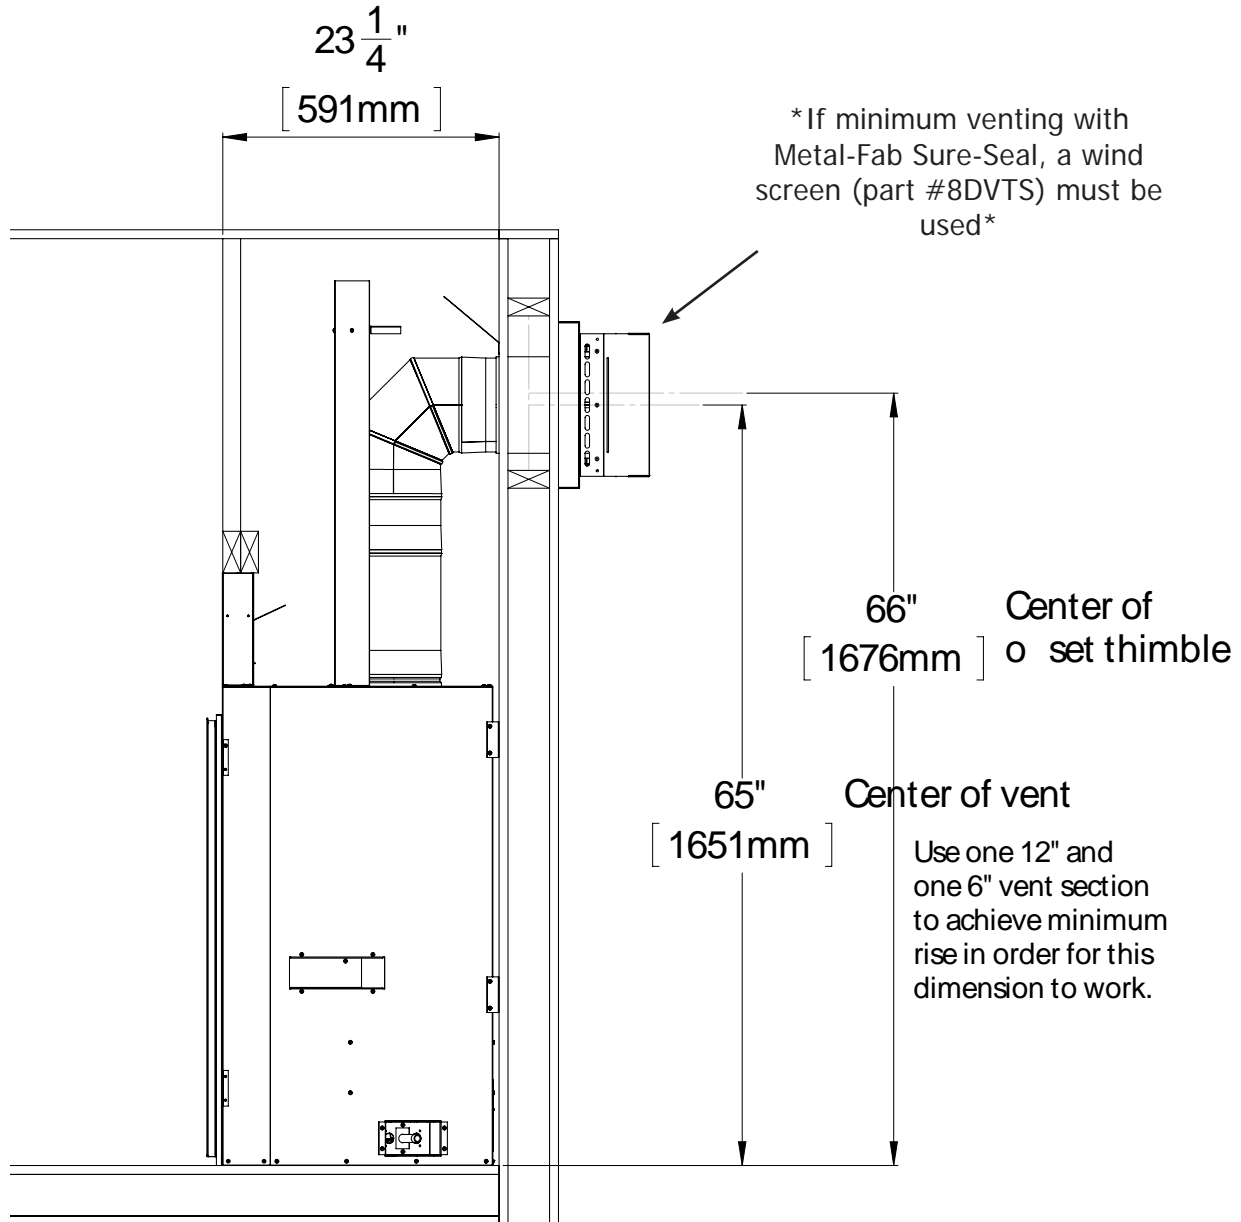 23 1/4"
[ 591mm ]
*If minimum venting with
Metal-Fab Sure-Seal, a wind
screen (part #8DVTS) must be
used*
66"
[ 1676mm ]
Center of
o set thimble
65"
[ 1651mm ]
Center of vent
Use one 12" and
one 6" vent section
to achieve minimum
rise in order for this
dimension to work.